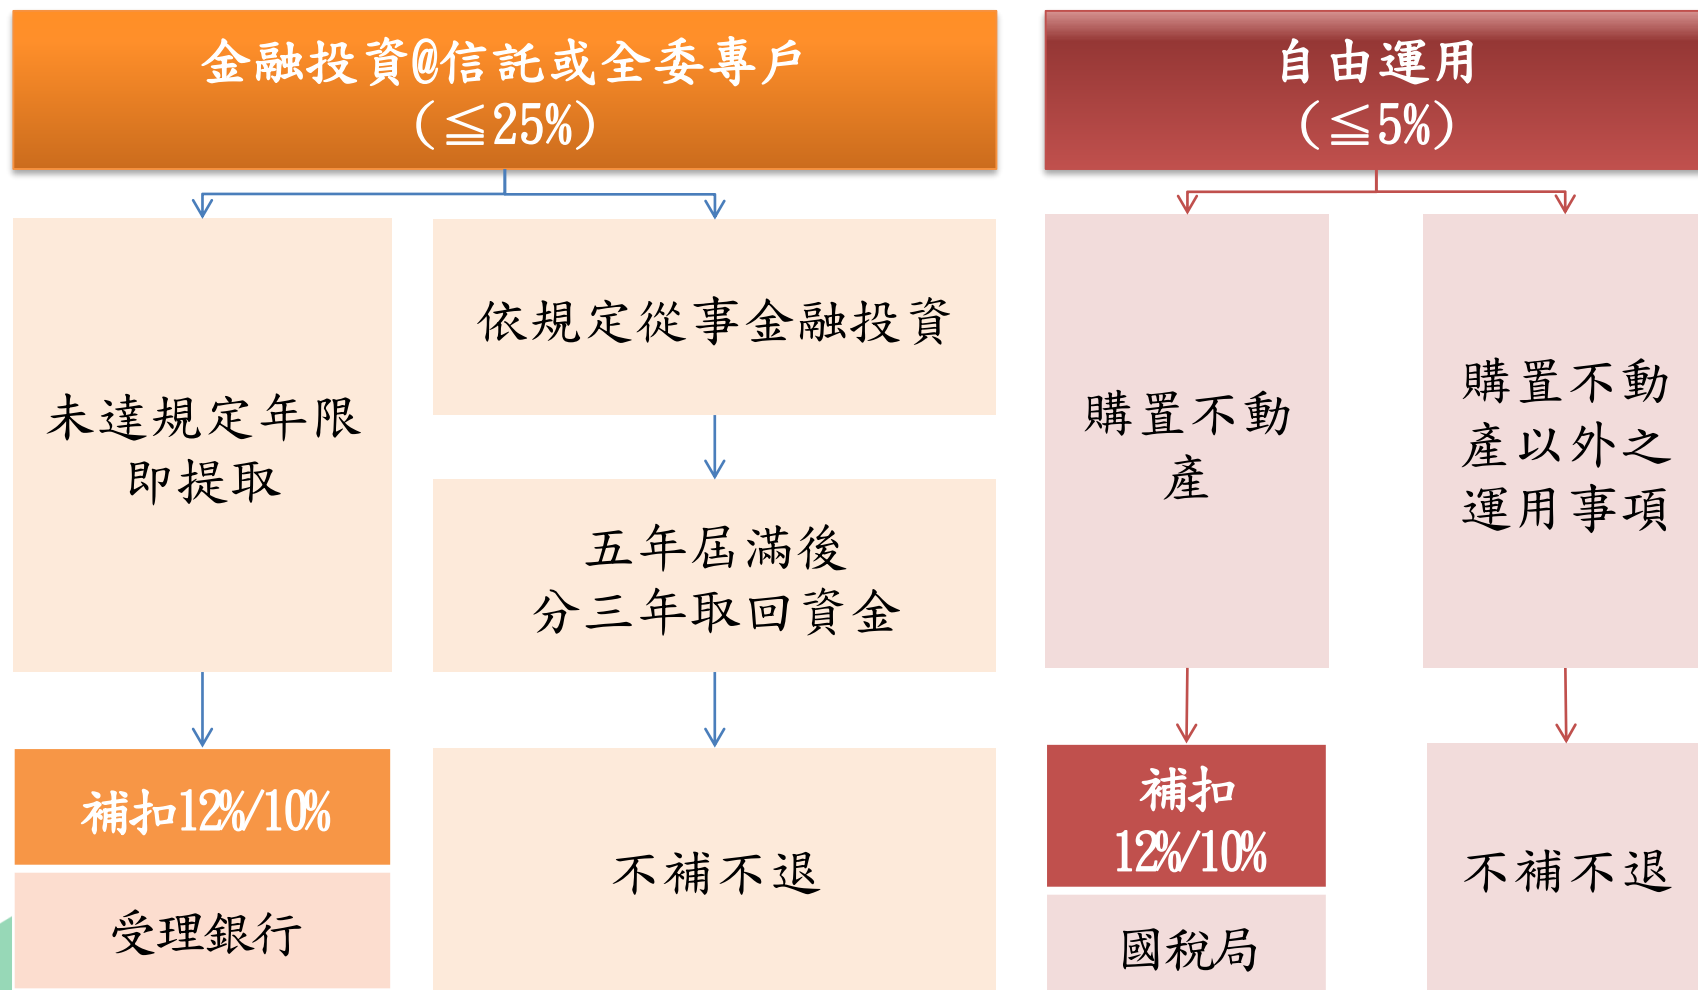 金融投資@信託或全委專戶
(≦25%)
未達規定年限
即提取
補扣12%/10%
受理銀行
依規定從事金融投資
五年屆滿後
分三年取回資金
不補不退
自由運用
(≦5%)
購置不動
產
補扣
12%/10%
國稅局
購置不動
產以外之
運用事項
不補不退